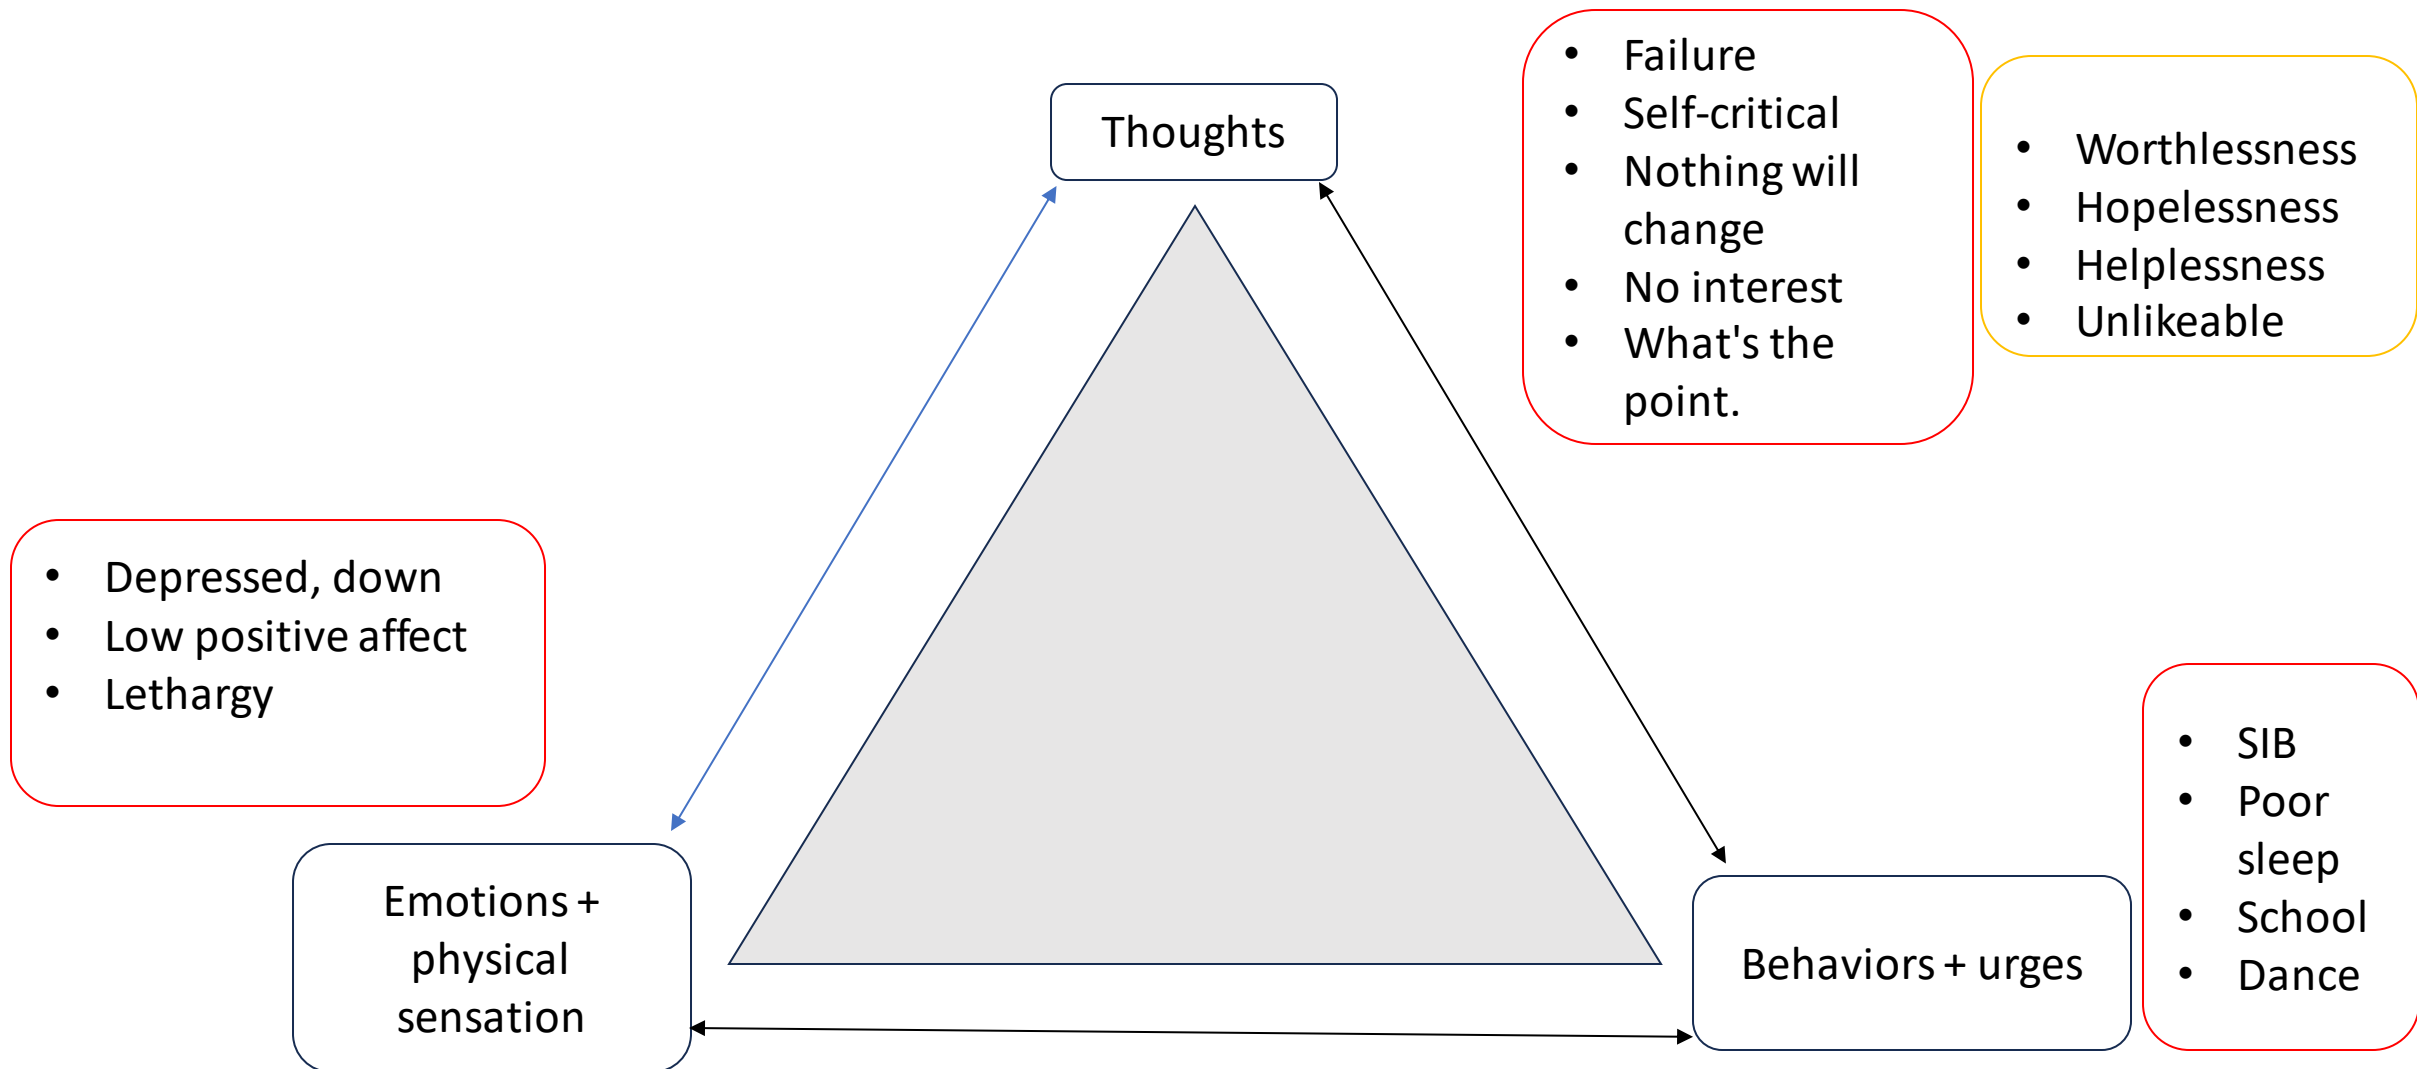 Thoughts
• Failure
• Self-critical
• Nothing will
change
• No interest
• What's the
point.
• Worthlessness
• Hopelessness
• Helplessness
• Unlikeable
• Depressed, down
• Low positive affect
• Lethargy
Emotions +
physical
sensation
Behaviors + urges
• SIB
• Poor
sleep
• School
• Dance